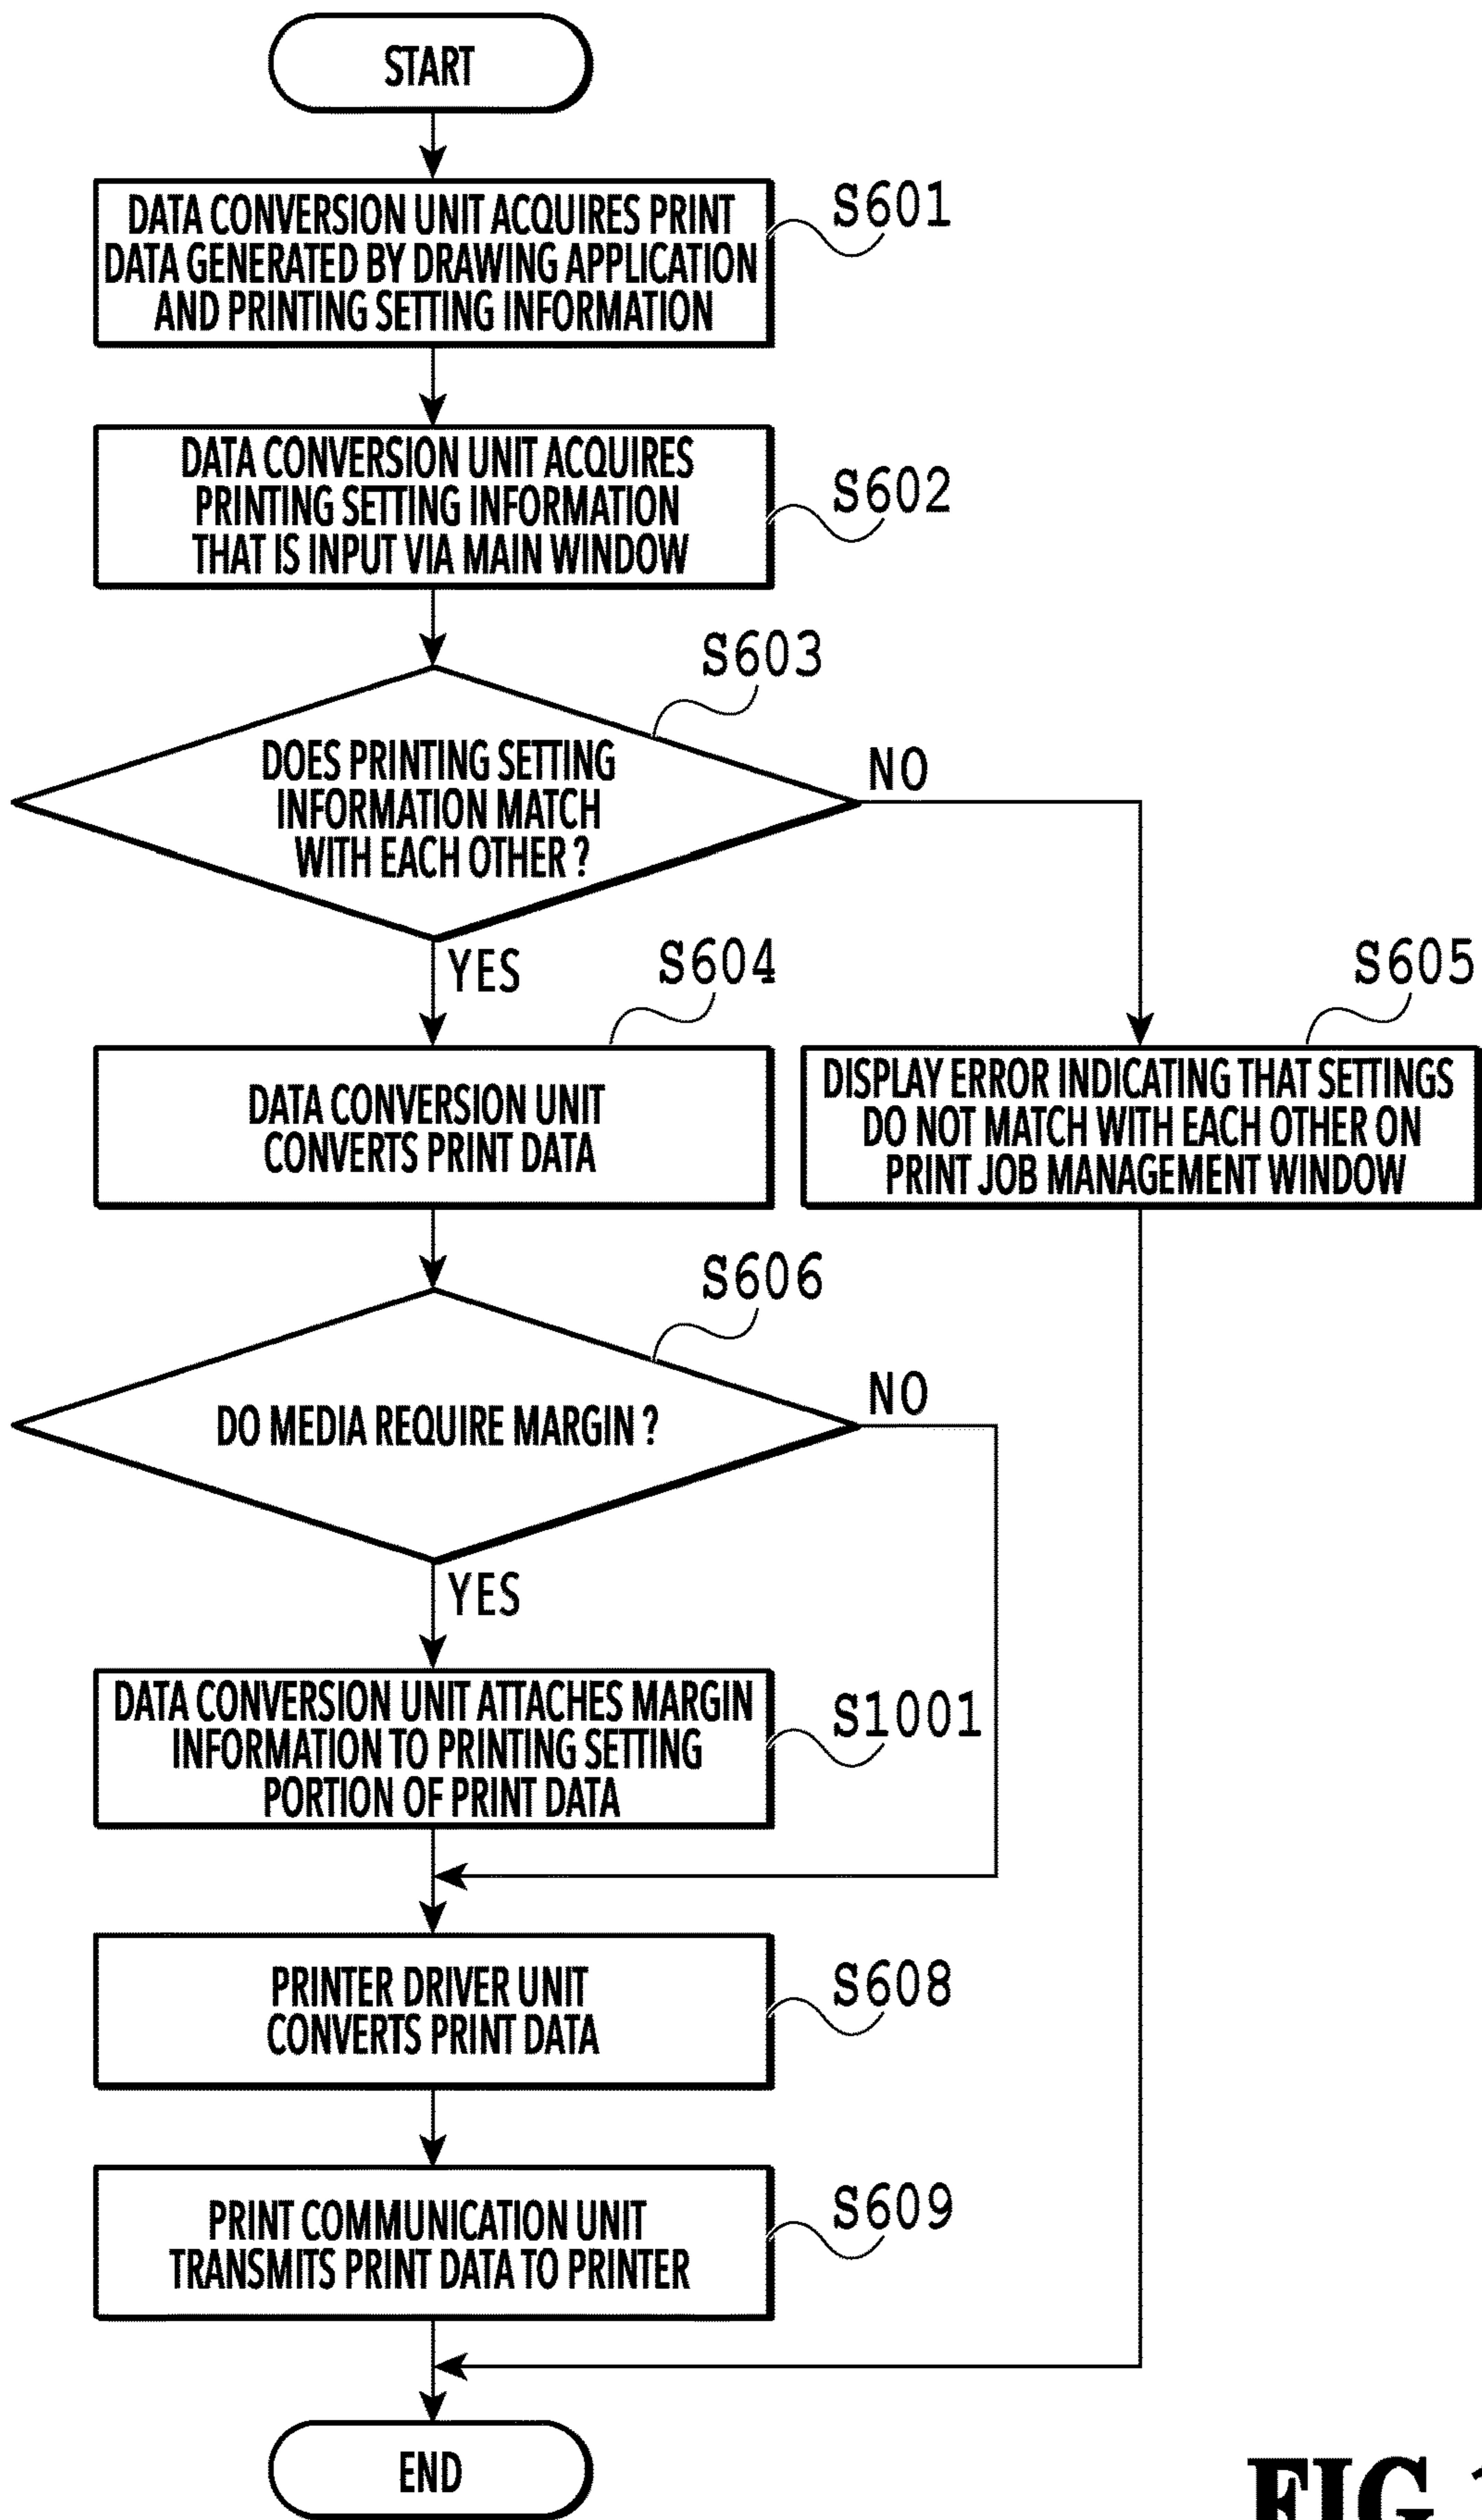 START
DATA CONVERSION UNIT ACQUIRES PRINT
DATA GENERATED BY DRAWING APPLICATION
AND PRINTING SETTING INFORMATION
S601
DATA CONVERSION UNIT ACQUIRES
PRINTING SETTING INFORMATION
THAT IS INPUT VIA MAIN WINDOW
S602
S603
DOES PRINTING SETTING
INFORMATION MATCH
WITH EACH OTHER ?
NO
YES
S604
DATA CONVERSION UNIT
CONVERTS PRINT DATA
S605
DISPLAY ERROR INDICATING THAT SETTINGS
DO NOT MATCH WITH EACH OTHER ON
PRINT JOB MANAGEMENT WINDOW
S606
DO MEDIA REQUIRE MARGIN ?
NO
YES
DATA CONVERSION UNIT ATTACHES MARGIN
INFORMATION TO PRINTING SETTING
PORTION OF PRINT DATA
S1001
PRINTER DRIVER UNIT
CONVERTS PRINT DATA
S608
PRINT COMMUNICATION UNIT
TRANSMITS PRINT DATA TO PRINTER
S609
END
FIG